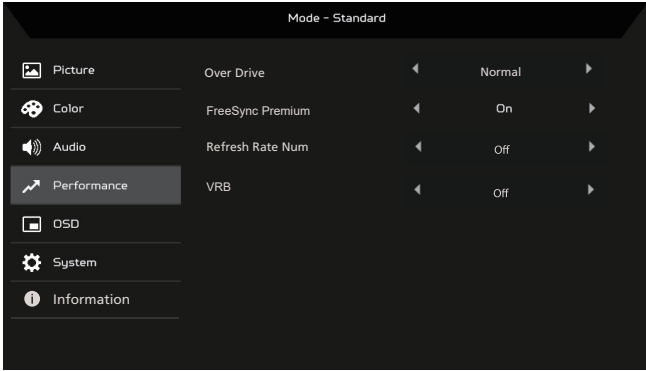 Mode - Standard
Picture
Over Drive Normal
Color
FreeSync Premium On
Audio
Refresh Rate Num Off
Performance
VRB Off
OSD
System
Information